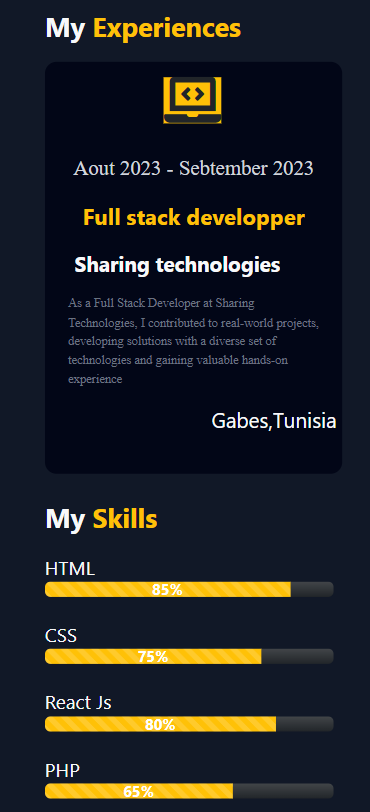 My Experiences
Aout 2023 - Sebtember 2023
Full stack developper
Sharing technologies
As a Full Stack Developer at Sharing
Technologies, I contributed to real-world projects,
developing solutions with a diverse set of
technologies and gaining valuable hands-on
experience
Gabes,Tunisia
My Skills
HTML
85%
CSS
75%
React Js
80%
PHP
65%